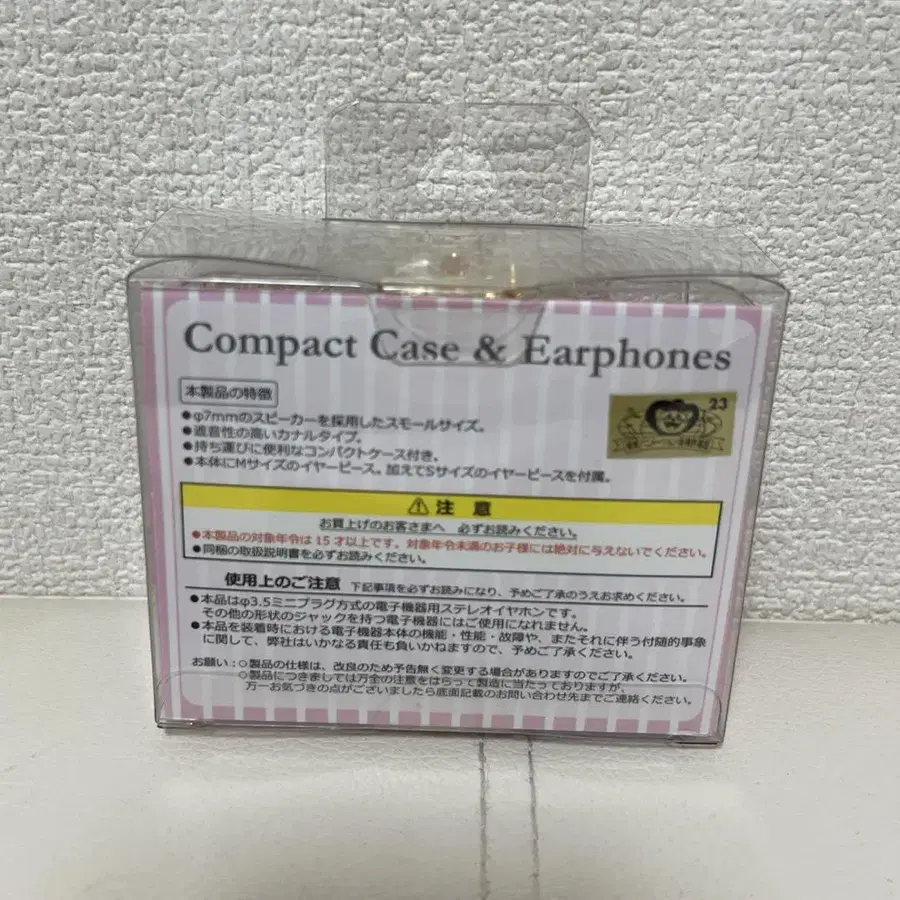 Compact Case & Earphones
本製品の特徴
23
●φ7mmのスピーカーを採用したスモールサイズ。
●遮音性の高いカナルタイプ。
●持ち運びに便利なコンパクトケース付き。
●本体にMサイズのイヤーピース。加えてSサイズのイヤーピースを付属。
⚠注 意
お買上げのお客さまへ 必ずお読みください。
●本製品の対象年令は15才以上です。対象年令未満のお子様には絶対に与えないでください。
●同梱の取扱説明書を必ずお読みください。
使用上のご注意 下記事項を必ずお読みになり、予めご了承のうえお求めください。
●本品はφ3.5ミニプラグ方式の電子機器用ステレオイヤホンです。
その他の形状のジャックを持つ電子機器にはご使用になれません。
●本品を装着時における電子機器本体の機能・性能・故障や、またそれに伴う付随的事象
に関して、弊社はいかなる責任も負いかねますので、予めご了承ください。
お願い:○製品の仕様は、改良のため予告無く変更する場合がありますのでご了承ください。
○製品につきましては万全の注意をはらって製造に当たっておりますが、
万一お気づきの点がございましたら底面記載のお問い合わせ先までご連絡ください。